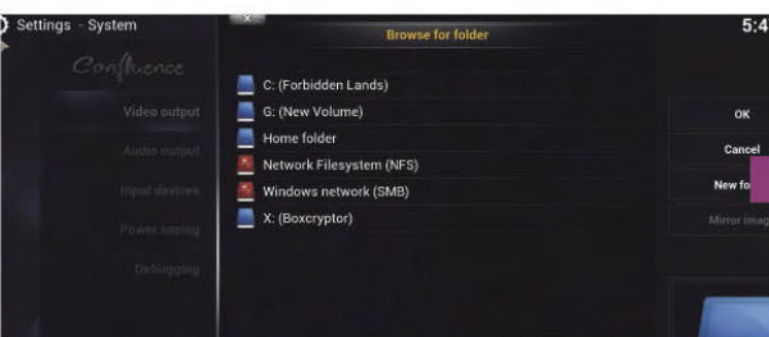 Settings - System
5:4
Browse for folder
Confluence
Video output
Audio output
Input devices
Power saving
Debugging
C: (Forbidden Lands)
G: (New Volume)
Home folder
Network Filesystem (NFS)
Windows network (SMB)
X: (Boxcryptor)
OK
Cancel
New fo
Mirror imag